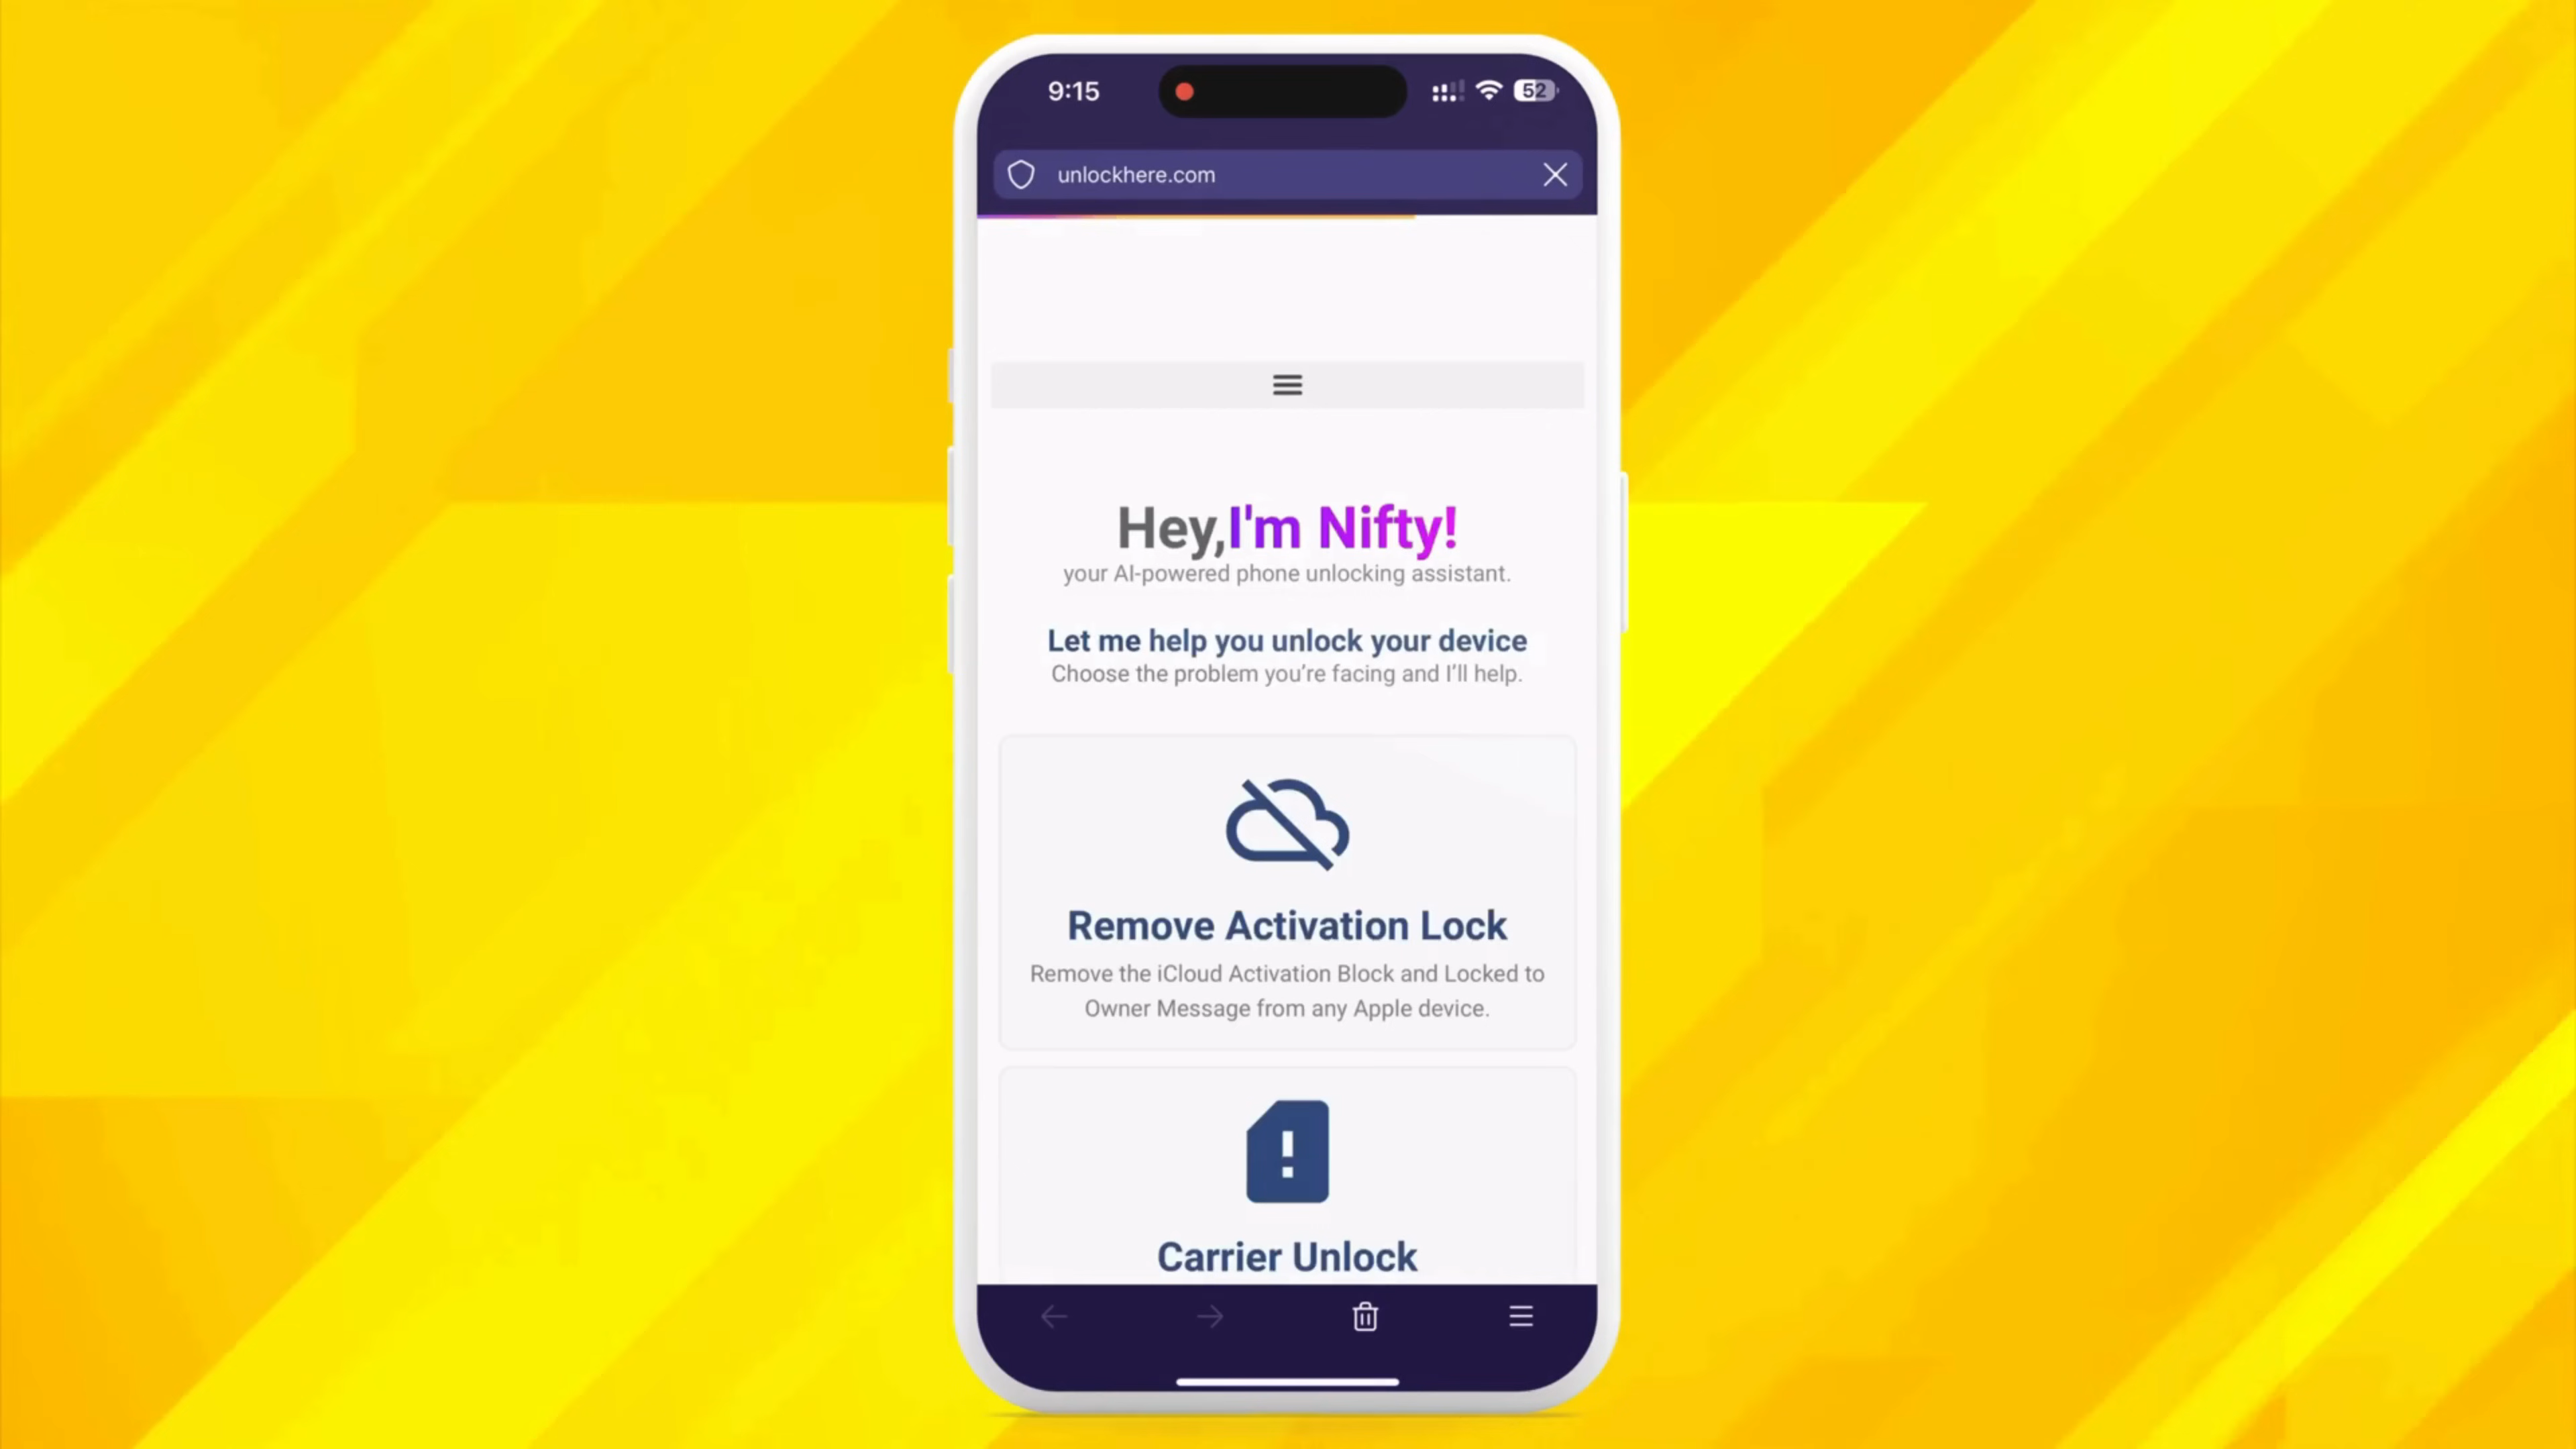 9:15
52
unlockhere.com
Hey,I'm Nifty!
your AI-powered phone unlocking assistant.
Let me help you unlock your device
Choose the problem you’re facing and I’ll help.
Remove Activation Lock
Remove the iCloud Activation Block and Locked to
Owner Message from any Apple device.
Carrier Unlock